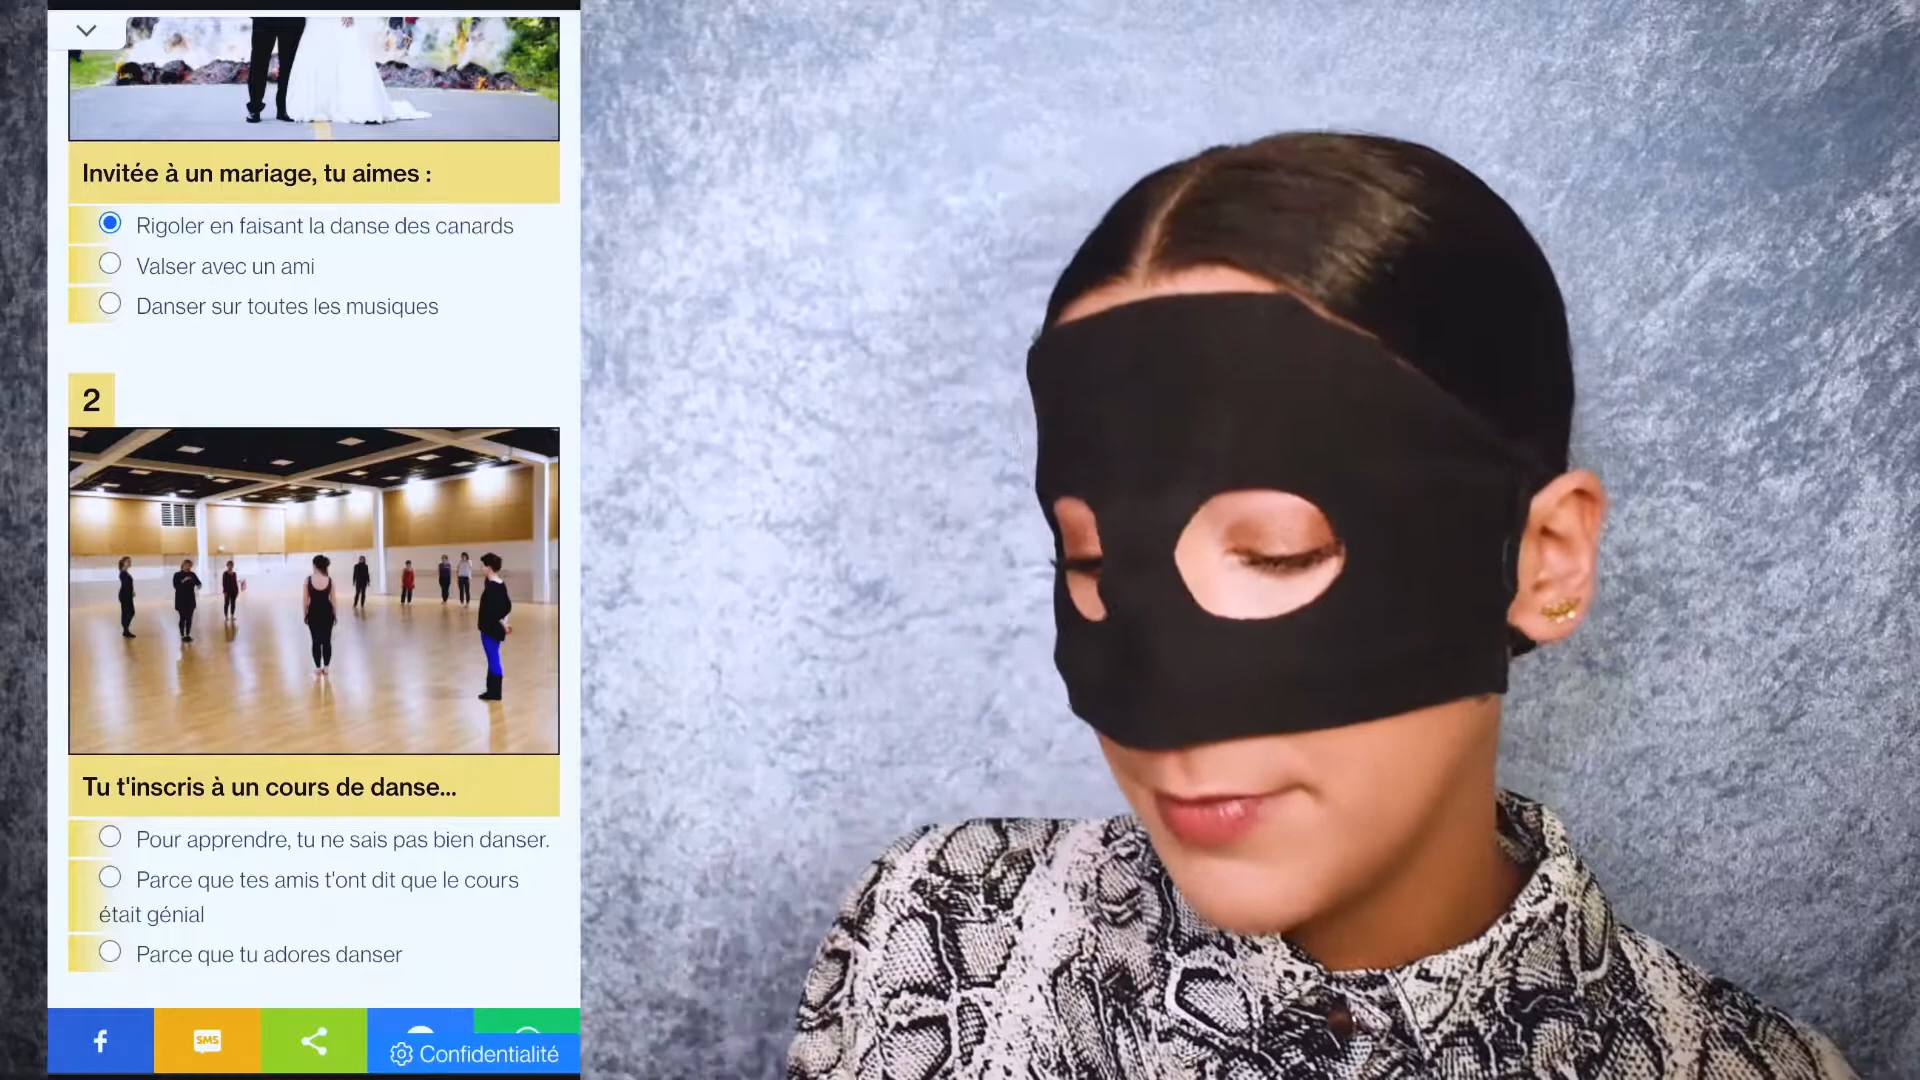 Invitée à un mariage, tu aimes :
Rigoler en faisant la danse des canards
Valser avec un ami
Danser sur toutes les musiques
2
Tu t'inscris à un cours de danse...
Pour apprendre, tu ne sais pas bien danser.
Parce que tes amis t'ont dit que le cours
était génial
Parce que tu adores danser
f
SMS
Confidentialité